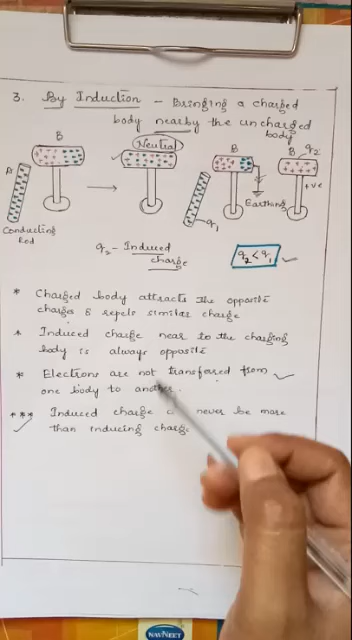 3. By Induction - Bringing a charged
body nearby the uncharged
body
B
Neutral
B
B
q2
A
+ve
Earthing
q1
Conducting
Rod
q2 - Induced
charge
q2 < q1
* Charged body attracts the opposite
charges & repels similar charge
* Induced charge near to the charging
body is always opposite
* Electrons are not transferred from
one body to another.
*** Induced charge never be more
than inducing charge
NAVNEET